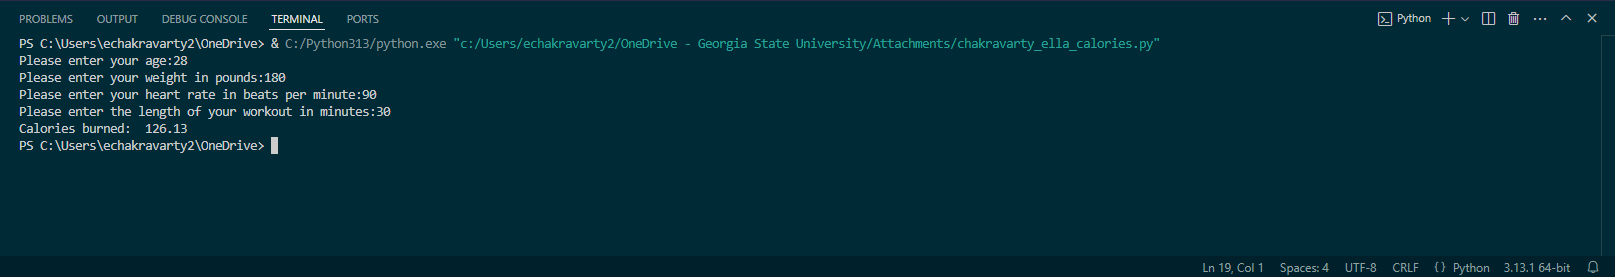 PROBLEMS OUTPUT DEBUG CONSOLE TERMINAL PORTS Python
PS C:\Users\echakravarty2\OneDrive> & C:/Python313/python.exe "c:/Users/echakravarty2/OneDrive - Georgia State University/Attachments/chakravarty_ella_calories.py"
Please enter your age:28
Please enter your weight in pounds:180
Please enter your heart rate in beats per minute:90
Please enter the length of your workout in minutes:30
Calories burned:  126.13
PS C:\Users\echakravarty2\OneDrive>
Ln 19, Col 1 Spaces: 4 UTF-8 CRLF {} Python 3.13.1 64-bit